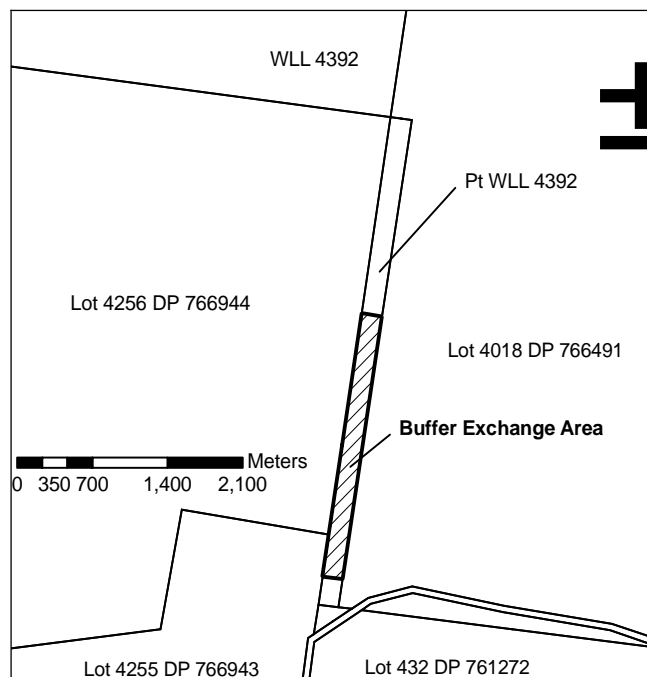 WLL 4392
Pt WLL 4392
Lot 4256 DP 766944
Lot 4018 DP 766491
Buffer Exchange Area
Meters
0 350 700 1,400 2,100
Lot 4255 DP 766943
Lot 432 DP 761272